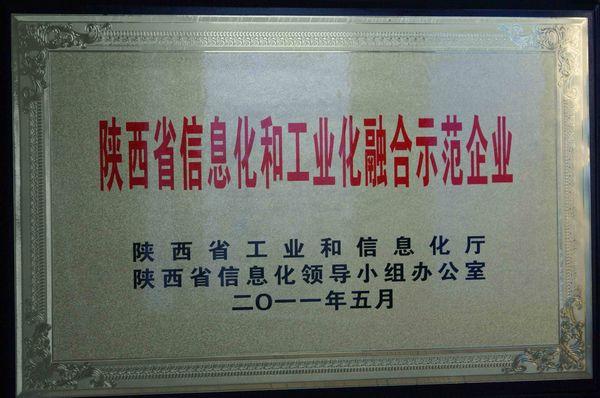 陕西省信息化和工业化融合示范企业
陕西省工业和信息化厅
陕西省信息化领导小组办公室
二〇一一年五月